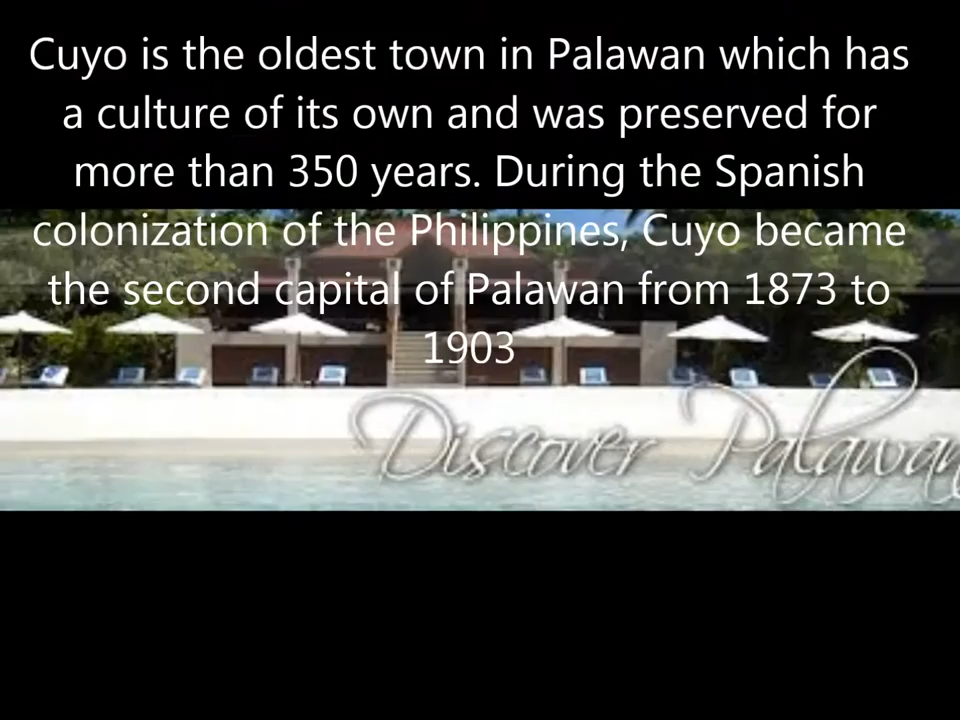 Cuyo is the oldest town in Palawan which has
a culture of its own and was preserved for
more than 350 years. During the Spanish
colonization of the Philippines, Cuyo became
the second capital of Palawan from 1873 to
1903
Discover Palawan